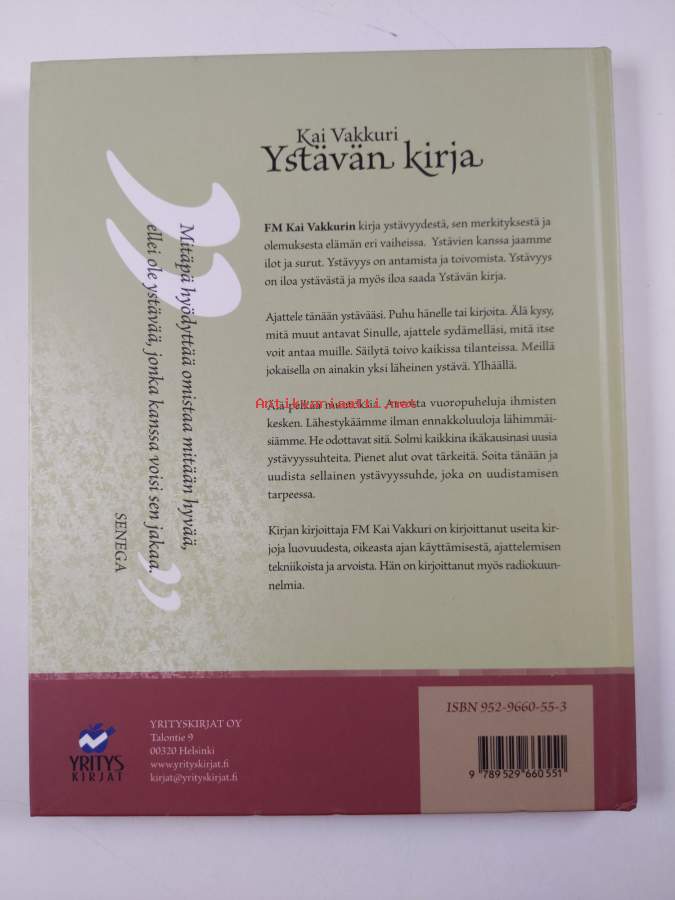 Kai Vakkuri
Ystävän kirja
FM Kai Vakkurin kirja ystävyydestä, sen merkityksestä ja
olemuksesta elämän eri vaiheissa. Ystävien kanssa jaamme
ilot ja surut. Ystävyys on antamista ja toivomista. Ystävyys
on iloa ystävästä ja myös iloa saada Ystävän kirja.
Ajattele tänään ystävääsi. Puhu hänelle tai kirjoita. Älä kysy,
mitä muut antavat Sinulle, ajattele sydämelläsi, mitä itse
voit antaa muille. Säilytä toivo kaikissa tilanteissa. Meillä
jokaisella on ainakin yksi läheinen ystävä. Ylhäällä.
Älä pelkää muutoksia. Arvosta vuoropuheluja ihmisten
kesken. Lähestykäämme ilman ennakkoluuloja lähimmäi-
siämme. He odottavat sitä. Solmi kaikkina ikäkausinasi uusia
ystävyyssuhteita. Pienet alut ovat tärkeitä. Soita tänään ja
uudista sellainen ystävyyssuhde, joka on uudistamisen
tarpeessa.
Kirjan kirjoittaja FM Kai Vakkuri on kirjoittanut useita kir-
joja luovuudesta, oikeasta ajan käyttämisestä, ajattelemisen
tekniikoista ja arvoista. Hän on kirjoittanut myös radiokuun-
nelmia.
” Mitäpä hyödyttää omistaa mitään hyvää,
ellei ole ystävää, jonka kanssa voisi sen jakaa. ”
SENEGA
Antikvariaatti.net
YRITYS
KIRJAT
YRITYSKIRJAT OY
Talontie 9
00320 Helsinki
www.yrityskirjat.fi
kirjat@yrityskirjat.fi
ISBN 952-9660-55-3
9 789529 660551